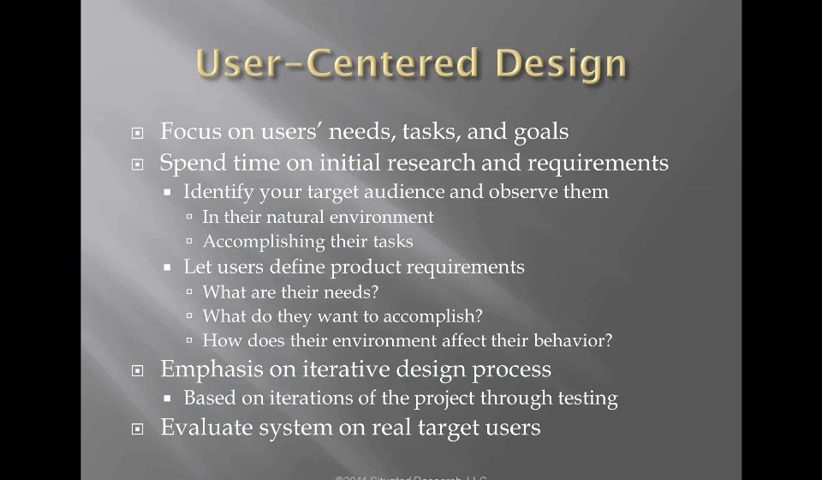 User-Centered Design
Focus on users' needs, tasks, and goals
Spend time on initial research and requirements
Identify your target audience and observe them
In their natural environment
Accomplishing their tasks
Let users define product requirements
What are their needs?
What do they want to accomplish?
How does their environment affect their behavior?
Emphasis on iterative design process
Based on iterations of the project through testing
Evaluate system on real target users
Situated Research, LLC